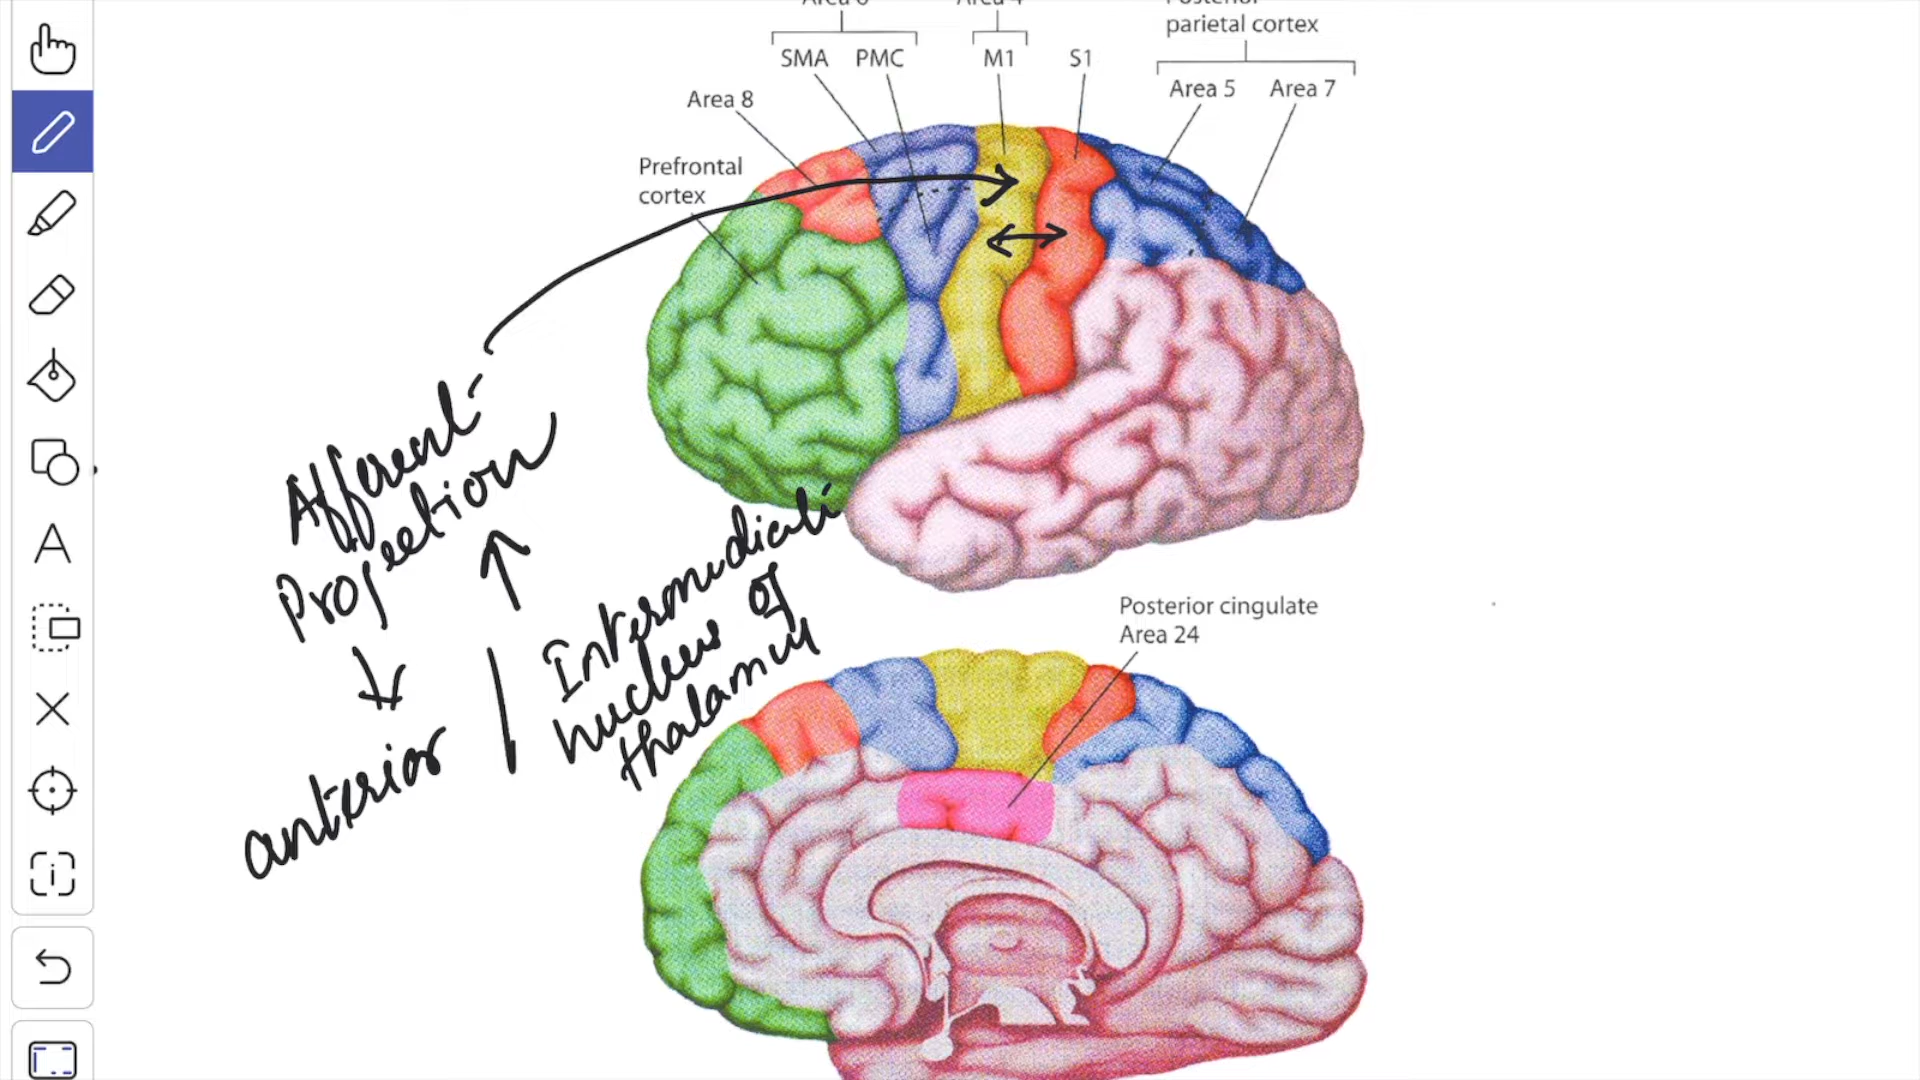 Area 6
Area 4
Posterior
parietal cortex
SMA PMC
M1
S1
Area 5 Area 7
Area 8
Prefrontal
cortex
Afferent
Projection
anterior
Intermediate
nucleus of
thalamus
Posterior cingulate
Area 24